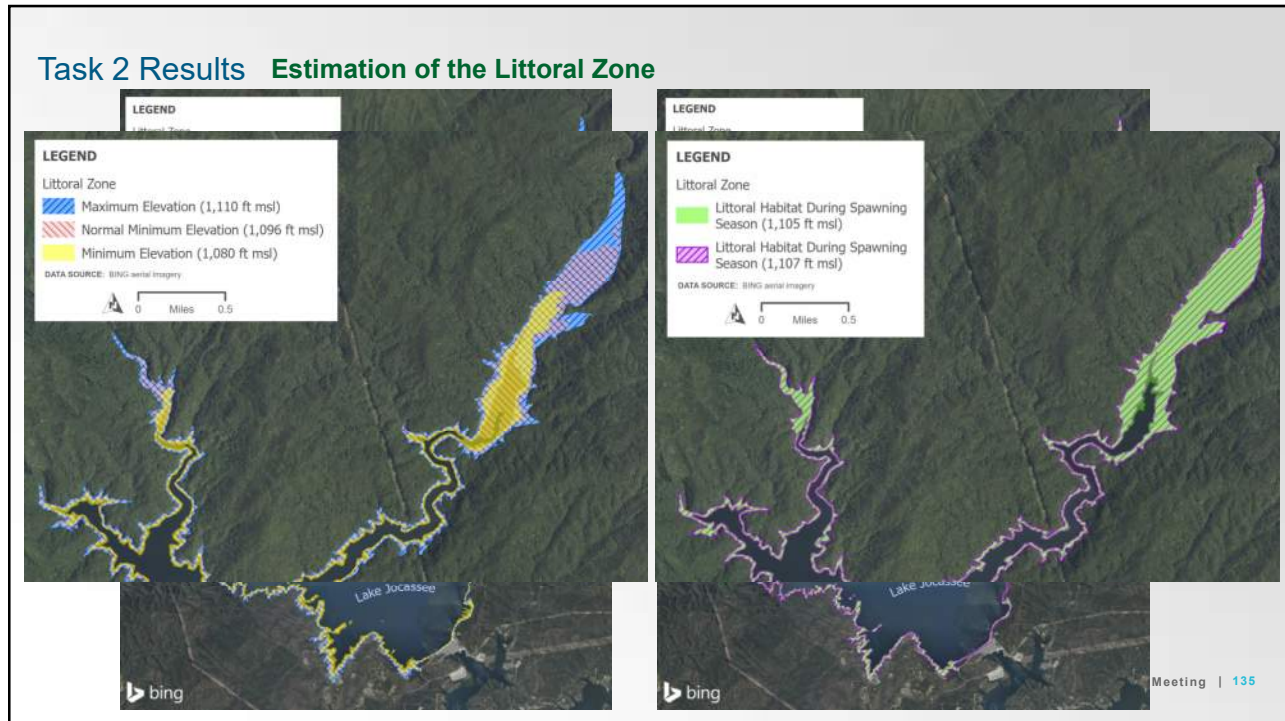 Task 2 Results Estimation of the Littoral Zone
LEGEND
Littoral Zone
LEGEND
Littoral Zone
Maximum Elevation (1,110 ft msl)
Normal Minimum Elevation (1,096 ft msl)
Minimum Elevation (1,080 ft msl)
DATA SOURCE: BING aerial imagery
0 Miles 0.5
Lake Jocassee
bing
LEGEND
Littoral Zone
LEGEND
Littoral Zone
Littoral Habitat During Spawning
Season (1,105 ft msl)
Littoral Habitat During Spawning
Season (1,107 ft msl)
DATA SOURCE: BING aerial imagery
0 Miles 0.5
Lake Jocassee
bing
Meeting | 135